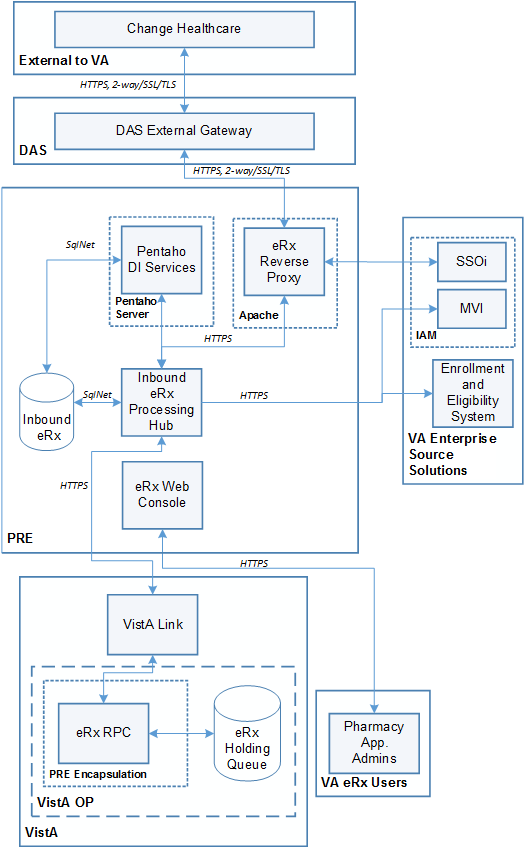 Change Healthcare
External to VA
HTTPS, 2-way/SSL/TLS
DAS External Gateway
DAS
HTTPS, 2-way/SSL/TLS
SqlNet
Pentaho
DI Services
Pentaho
Server
eRx
Reverse
Proxy
Apache
SSOi
MVI
IAM
HTTPS
Inbound
eRx
SqlNet
Inbound
eRx
Processing
Hub
HTTPS
Enrollment
and
Eligibility
System
VA Enterprise
Source
Solutions
HTTPS
eRx Web
Console
PRE
HTTPS
VistA Link
eRx RPC
PRE Encapsulation
eRx
Holding
Queue
VistA OP
VistA
Pharmacy
App.
Admins
VA eRx Users